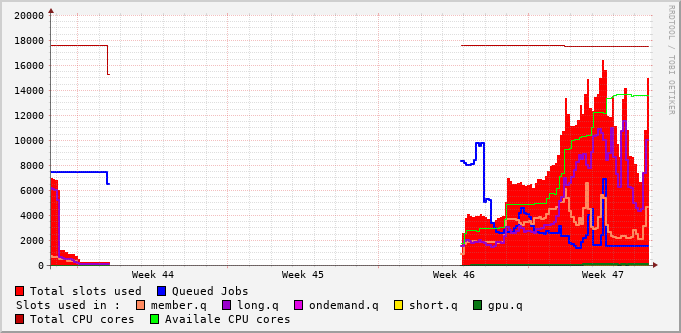 20000
18000
16000
14000
12000
10000
8000
6000
4000
2000
0
Week 44 Week 45 Week 46 Week 47
RRDTOOL / TOBI OETIKER
Total slots used Queued Jobs
Slots used in : member.q long.q ondemand.q short.q gpu.q
Total CPU cores Availale CPU cores